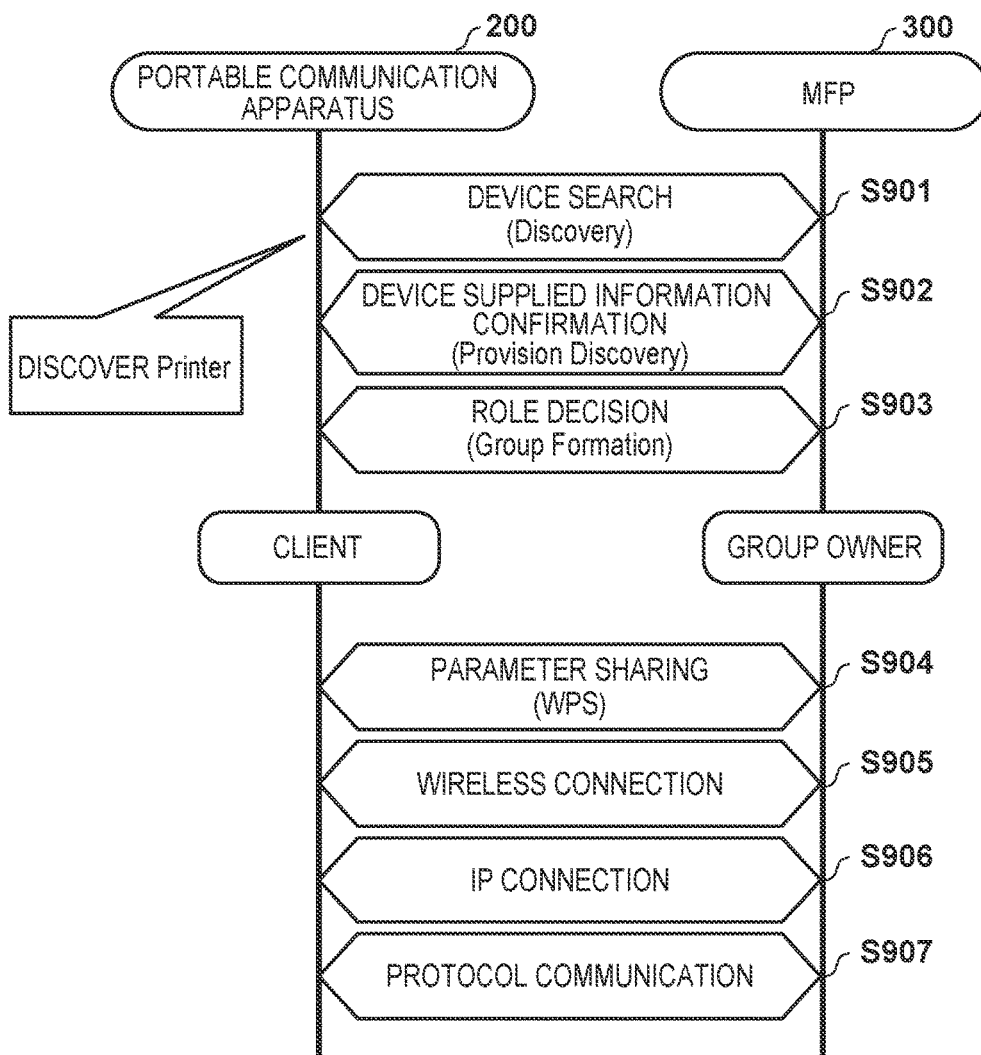 200
300
PORTABLE COMMUNICATION
APPARATUS
MFP
DEVICE SEARCH
(Discovery)
S901
DEVICE SUPPLIED INFORMATION
CONFIRMATION
(Provision Discovery)
S902
DISCOVER Printer
ROLE DECISION
(Group Formation)
S903
CLIENT
GROUP OWNER
PARAMETER SHARING
(WPS)
S904
WIRELESS CONNECTION
S905
IP CONNECTION
S906
PROTOCOL COMMUNICATION
S907